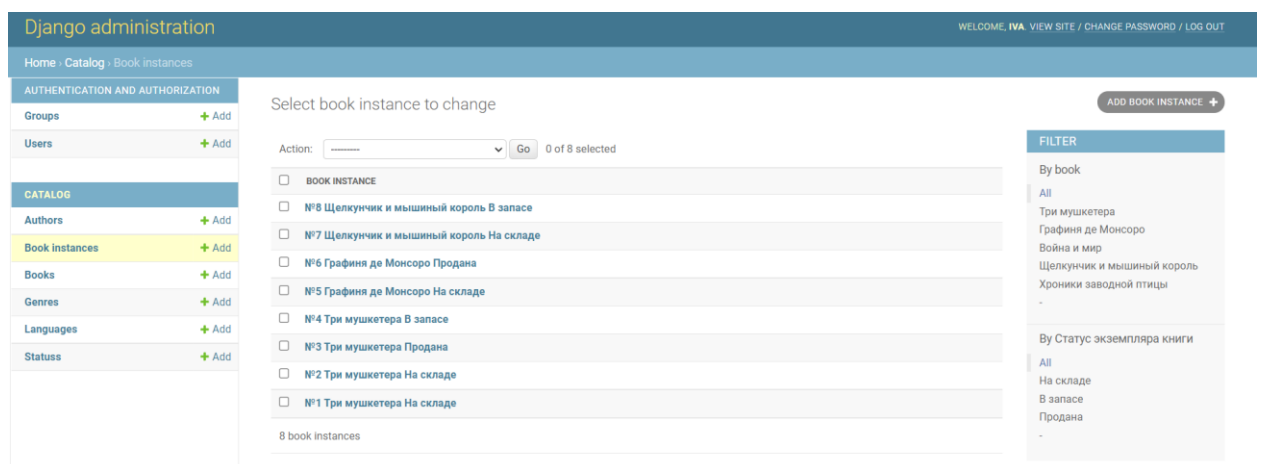 Django administration
WELCOME, IVA. VIEW SITE / CHANGE PASSWORD / LOG OUT
Home › Catalog › Book instances
AUTHENTICATION AND AUTHORIZATION
Groups + Add
Users + Add
CATALOG
Authors + Add
Book instances + Add
Books + Add
Genres + Add
Languages + Add
Statuss + Add
Select book instance to change
ADD BOOK INSTANCE +
Action: --------- Go 0 of 8 selected
BOOK INSTANCE
№8 Щелкунчик и мышиный король В запасе
№7 Щелкунчик и мышиный король На складе
№6 Графиня де Монсоро Продана
№5 Графиня де Монсоро На складе
№4 Три мушкетера В запасе
№3 Три мушкетера Продана
№2 Три мушкетера На складе
№1 Три мушкетера На складе
8 book instances
FILTER
By book
All
Три мушкетера
Графиня де Монсоро
Война и мир
Щелкунчик и мышиный король
Хроники заводной птицы
-
By Статус экземпляра книги
All
На складе
В запасе
Продана
-